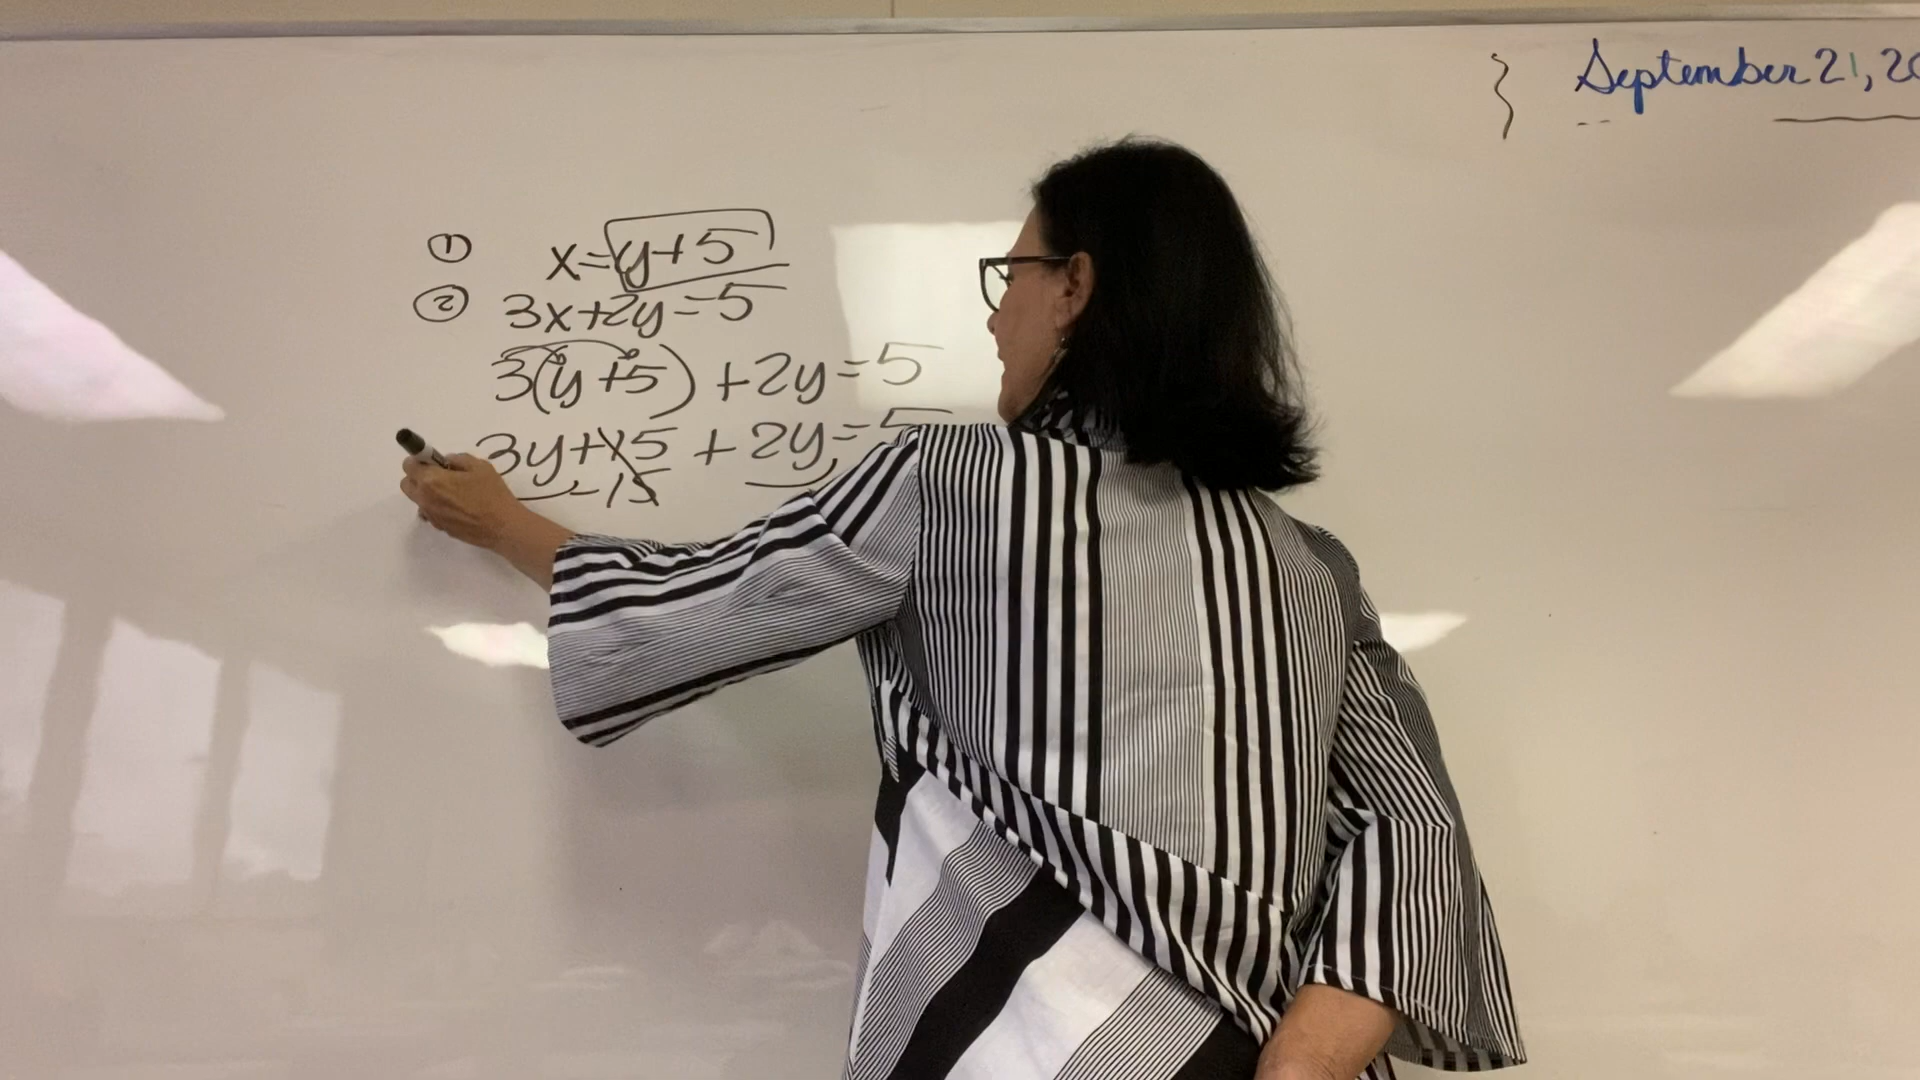 September 21, 20
① x=y+5
② 3x+2y=5
3(y+5) +2y=5
3y+15 + 2y=5
-15